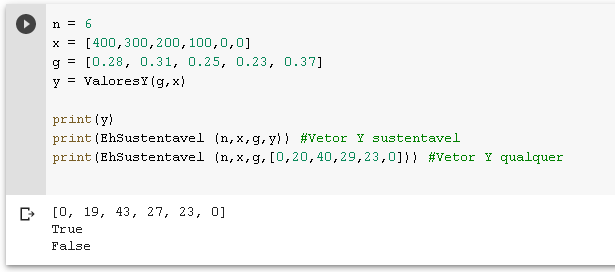 n = 6
x = [400,300,200,100,0,0]
g = [0.28, 0.31, 0.25, 0.23, 0.37]
y = ValoresY(g,x)
print(y)
print(EhSustentavel (n,x,g,y)) #Vetor Y sustentavel
print(EhSustentavel (n,x,g,[0,20,40,29,23,0])) #Vetor Y qualquer
[0, 19, 43, 27, 23, 0]
True
False